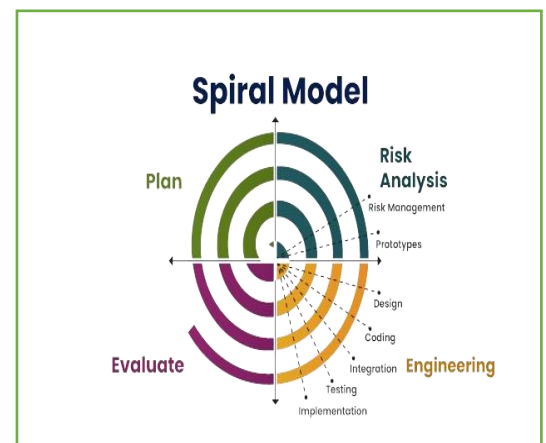 Spiral Model
Plan
Risk
Analysis
Risk Management
Prototypes
Design
Coding
Integration
Engineering
Testing
Implementation
Evaluate